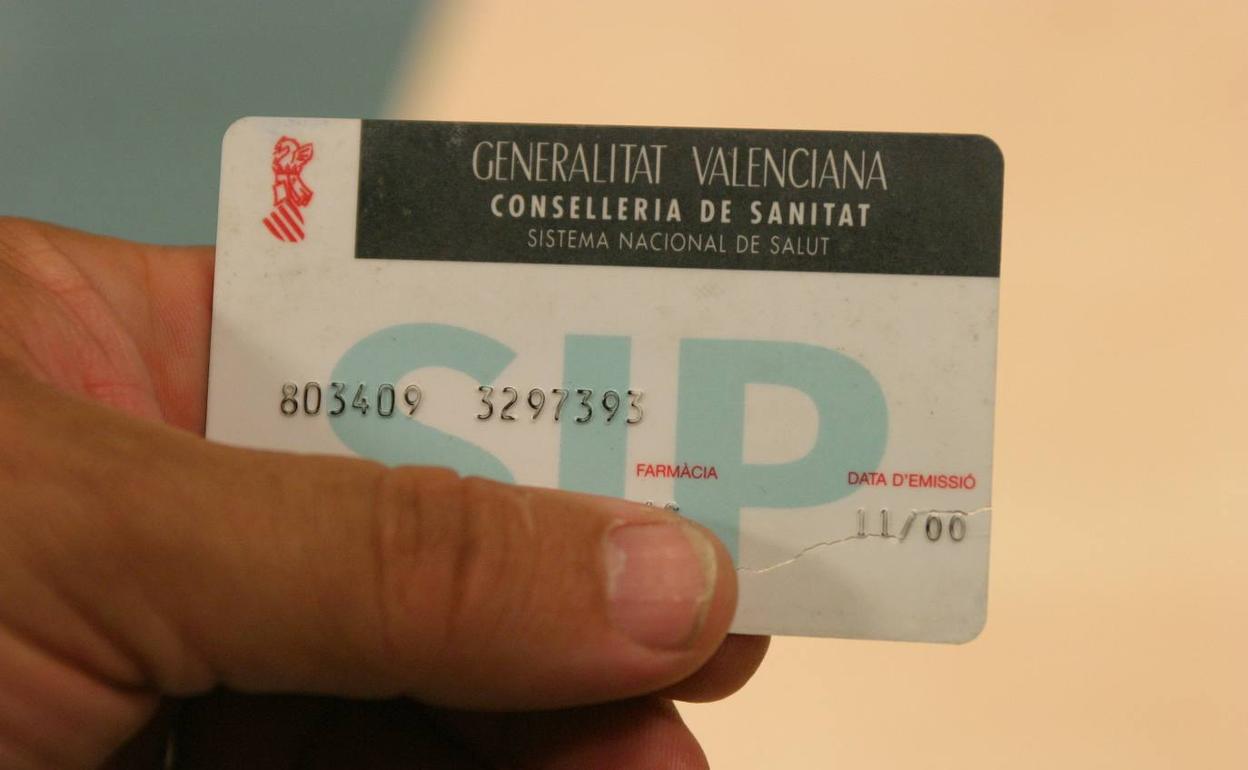 GENERALITAT VALENCIANA
CONSELLERIA DE SANITAT
SISTEMA NACIONAL DE SALUT
SIP
803409 3297393
FARMÀCIA DATA D'EMISSIÓ
11/00